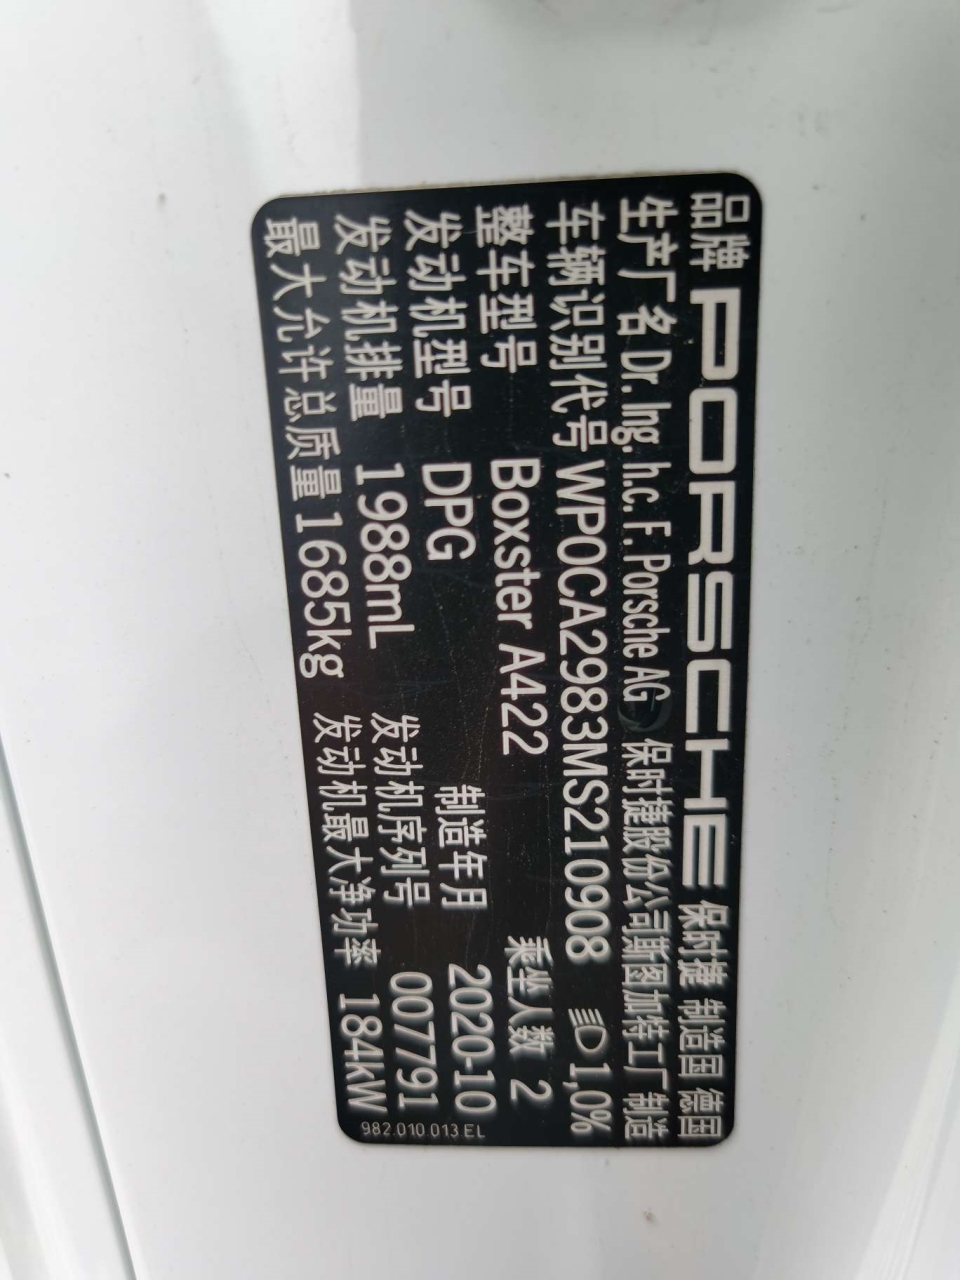 品牌 PORSCHE 保时捷 制造国 德国
生产厂名 Dr. Ing. h.c. F. Porsche AG 保时捷股份公司斯图加特工厂制造
车辆识别代号 WP0CA2983MS210908 1,0%
整车型号 Boxster A422 乘坐人数 2
发动机型号 DPG 制造年月 2020-10
发动机排量 1988mL 发动机序列号 007791
最大允许总质量 1685kg 发动机最大净功率 184kW
982.010.013.EL